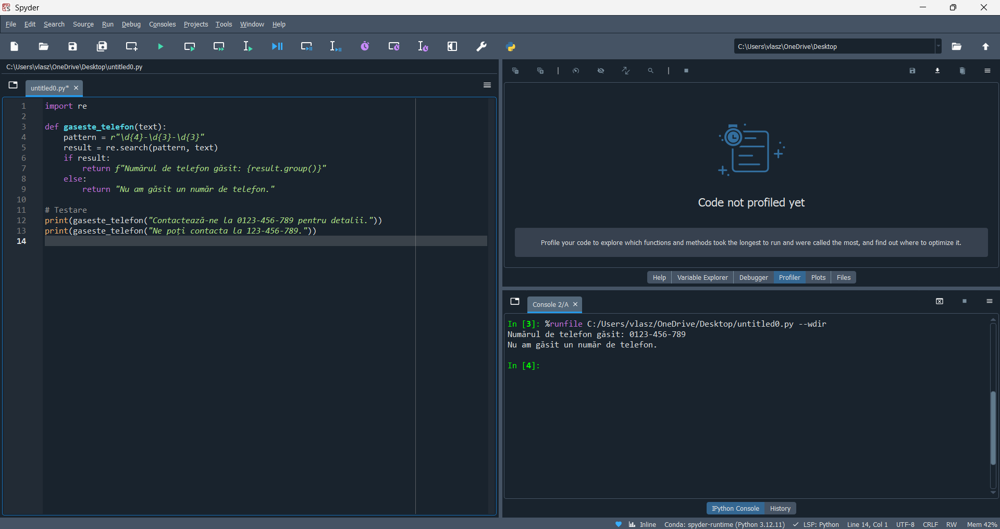 Spyder
File Edit Search Source Run Debug Consoles Projects Tools Window Help
C:\Users\vlasz\OneDrive\Desktop
C:\Users\vlasz\OneDrive\Desktop\untitled0.py
untitled0.py*
1 import re
2
3 def gaseste_telefon(text):
4 pattern = r"\d{4}-\d{3}-\d{3}"
5 result = re.search(pattern, text)
6 if result:
7 return f"Numărul de telefon găsit: {result.group()}"
8 else:
9 return "Nu am găsit un număr de telefon."
10
11 # Testare
12 print(gaseste_telefon("Contactează-ne la 0123-456-789 pentru detalii."))
13 print(gaseste_telefon("Ne poți contacta la 123-456-789."))
14
Code not profiled yet
Profile your code to explore which functions and methods took the longest to run and were called the most, and find out where to optimize it.
Help Variable Explorer Debugger Profiler Plots Files
Console 2/A
In [3]: %runfile C:/Users/vlasz/OneDrive/Desktop/untitled0.py --wdir
Numărul de telefon găsit: 0123-456-789
Nu am găsit un număr de telefon.
In [4]:
IPython Console History
Inline Conda: spyder-runtime (Python 3.12.11) LSP: Python Line 14, Col 1 UTF-8 CRLF RW Mem 42%